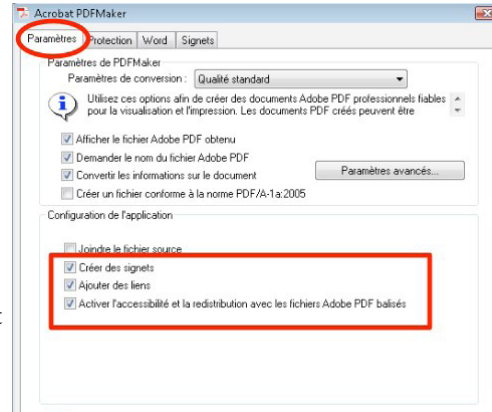 Acrobat PDFMaker
Paramètres Protection Word Signets
Paramètres de PDFMaker
Paramètres de conversion : Qualité standard
Utilisez ces options afin de créer des documents Adobe PDF professionnels fiables
pour la visualisation et l'impression. Les documents PDF créés peuvent être
Afficher le fichier Adobe PDF obtenu
Demander le nom du fichier Adobe PDF
Convertir les informations sur le document Paramètres avancés...
Créer un fichier conforme à la norme PDF/A-1a:2005
Configuration de l'application
Joindre le fichier source
Créer des signets
Ajouter des liens
Activer l'accessibilité et la redistribution avec les fichiers Adobe PDF balisés